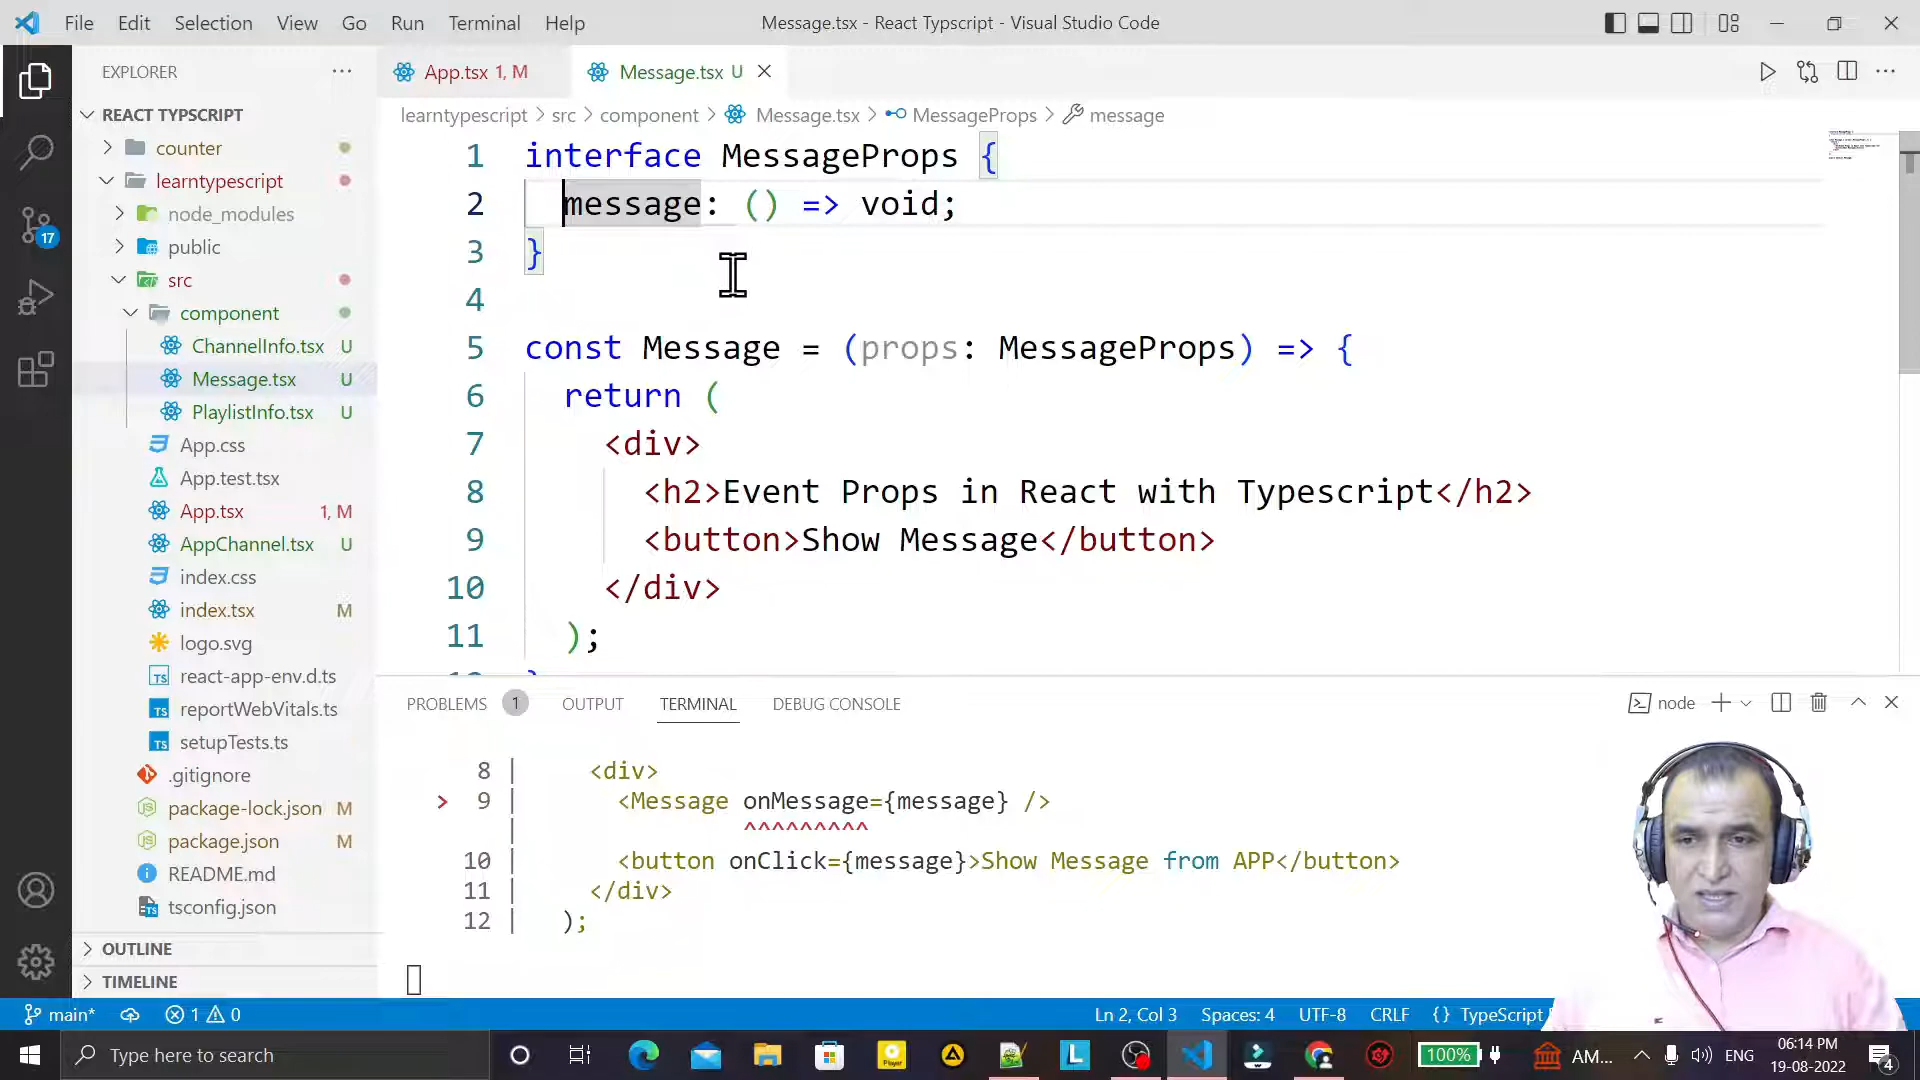 File Edit Selection View Go Run Terminal Help Message.tsx - React Typscript - Visual Studio Code
EXPLORER
App.tsx 1, M
Message.tsx U
REACT TYPSCRIPT
learntypescript > src > component > Message.tsx > MessageProps > message
counter
learntypescript
node_modules
public
src
component
ChannelInfo.tsx U
Message.tsx U
PlaylistInfo.tsx U
App.css
App.test.tsx
App.tsx 1, M
AppChannel.tsx U
index.css
index.tsx M
logo.svg
react-app-env.d.ts
reportWebVitals.ts
setupTests.ts
.gitignore
package-lock.json M
package.json M
README.md
tsconfig.json
OUTLINE
TIMELINE
17
1 interface MessageProps {
2 message: () => void;
3 }
4
5 const Message = (props: MessageProps) => {
6 return (
7 <div>
8 <h2>Event Props in React with Typescript</h2>
9 <button>Show Message</button>
10 </div>
11 );
PROBLEMS 1 OUTPUT TERMINAL DEBUG CONSOLE node
8 | <div>
> 9 | <Message onMessage={message} />
| ^^^^^^^^^
10 | <button onClick={message}>Show Message from APP</button>
11 | </div>
12 | );
main* 1 0 Ln 2, Col 3 Spaces: 4 UTF-8 CRLF {} TypeScript
Type here to search
100% AM... ENG 06:14 PM
19-08-2022
4